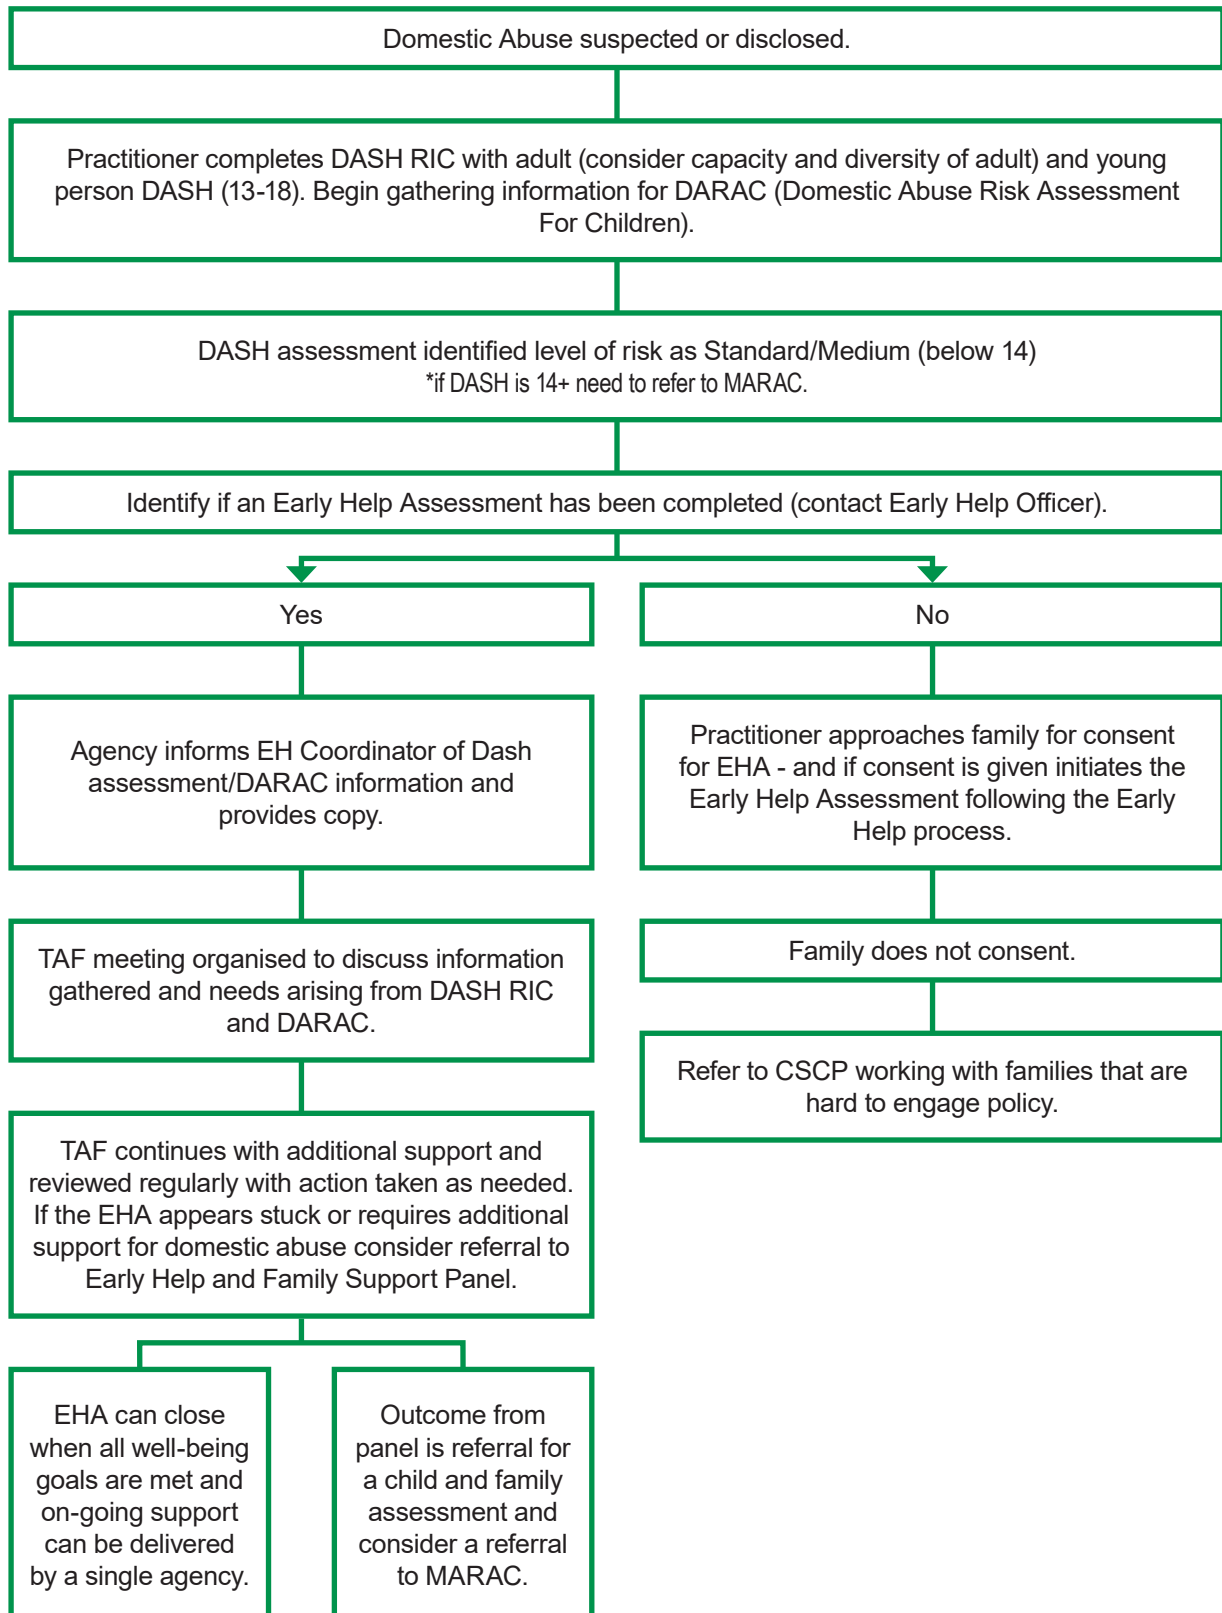 Domestic Abuse suspected or disclosed.
Practitioner completes DASH RIC with adult (consider capacity and diversity of adult) and young
person DASH (13-18). Begin gathering information for DARAC (Domestic Abuse Risk Assessment
For Children).
DASH assessment identified level of risk as Standard/Medium (below 14)
*if DASH is 14+ need to refer to MARAC.
Identify if an Early Help Assessment has been completed (contact Early Help Officer).
Yes
Agency informs EH Coordinator of Dash
assessment/DARAC information and
provides copy.
TAF meeting organised to discuss information
gathered and needs arising from DASH RIC
and DARAC.
TAF continues with additional support and
reviewed regularly with action taken as needed.
If the EHA appears stuck or requires additional
support for domestic abuse consider referral to
Early Help and Family Support Panel.
EHA can close
when all well-being
goals are met and
on-going support
can be delivered
by a single agency.
Outcome from
panel is referral for
a child and family
assessment and
consider a referral
to MARAC.
No
Practitioner approaches family for consent
for EHA - and if consent is given initiates the
Early Help Assessment following the Early
Help process.
Family does not consent.
Refer to CSCP working with families that are
hard to engage policy.